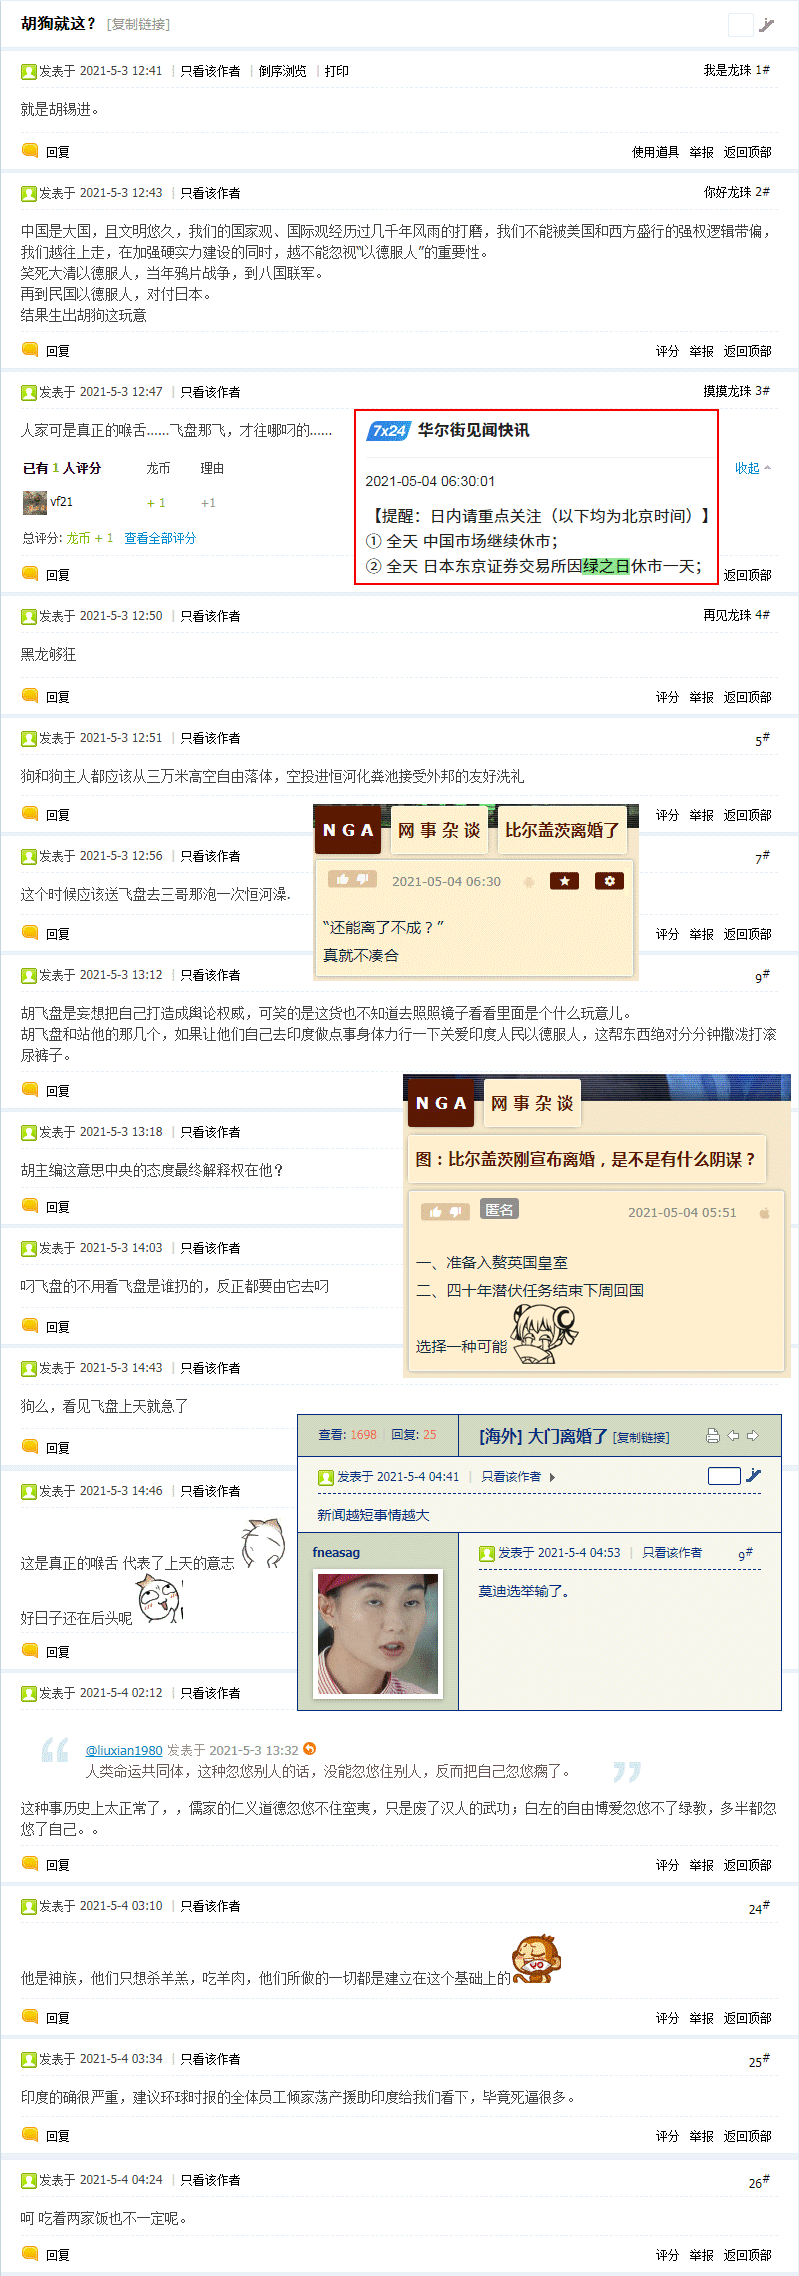 胡狗就这? [复制链接]
发表于 2021-5-3 12:41 只看该作者 倒序浏览 打印 我是龙珠 1#
就是胡锡进。
回复 使用道具 举报 返回顶部
发表于 2021-5-3 12:43 只看该作者 你好龙珠 2#
中国是大国，且文明悠久，我们的国家观、国际观经历过几千年风雨的打磨，我们不能被美国和西方盛行的强权逻辑带偏，
我们越往上走，在加强硬实力建设的同时，越不能忽视“以德服人”的重要性。
笑死大清以德服人，当年鸦片战争，到八国联军。
再到民国以德服人，对付日本。
结果生出胡狗这玩意
回复 评分 举报 返回顶部
发表于 2021-5-3 12:47 只看该作者 摸摸龙珠 3#
人家可是真正的喉舌......飞盘那飞，才往哪叼的......
已有 1 人评分 龙币 理由 收起
vf21 + 1 +1
总评分: 龙币 + 1 查看全部评分
回复 返回顶部
7x24 华尔街见闻快讯
2021-05-04 06:30:01
【提醒：日内请重点关注（以下均为北京时间）】
① 全天 中国市场继续休市；
② 全天 日本东京证券交易所因绿之日休市一天；
发表于 2021-5-3 12:50 只看该作者 再见龙珠 4#
黑龙够狂
回复 评分 举报 返回顶部
发表于 2021-5-3 12:51 只看该作者 5#
狗和狗主人都应该从三万米高空自由落体，空投进恒河化粪池接受外邦的友好洗礼
回复 评分 举报 返回顶部
发表于 2021-5-3 12:56 只看该作者 7#
这个时候应该送飞盘去三哥那泡一次恒河澡.
回复 评分 举报 返回顶部
NGA 网事杂谈 比尔盖茨离婚了
2021-05-04 06:30
“还能离了不成？”
真就不凑合
发表于 2021-5-3 13:12 只看该作者 9#
胡飞盘是妄想把自己打造成舆论权威，可笑的是这货也不知道去照照镜子看看里面是个什么玩意儿。
胡飞盘和站他的那几个，如果让他们自己去印度做点事身体力行一下关爱印度人民以德服人，这帮东西绝对分分钟撒泼打滚
尿裤子。
回复
发表于 2021-5-3 13:18 只看该作者
胡主编这意思中央的态度最终解释权在他？
回复
NGA 网事杂谈
图：比尔盖茨刚宣布离婚，是不是有什么阴谋？
匿名 2021-05-04 05:51
一、准备入赘英国皇室
二、四十年潜伏任务结束下周回国
选择一种可能
发表于 2021-5-3 14:03 只看该作者
叼飞盘的不用看飞盘是谁扔的，反正都要由它去叼
回复
发表于 2021-5-3 14:43 只看该作者
狗么，看见飞盘上天就急了
回复
发表于 2021-5-3 14:46 只看该作者
这是真正的喉舌 代表了上天的意志
好日子还在后头呢
回复
查看: 1698 回复: 25 [海外] 大门离婚了 [复制链接]
发表于 2021-5-4 04:41 只看该作者
新闻越短事情越大
fneasag
发表于 2021-5-4 04:53 只看该作者 9#
莫迪选举输了。
发表于 2021-5-4 02:12 只看该作者
@liuxian1980 发表于 2021-5-3 13:32
人类命运共同体，这种忽悠别人的话，没能忽悠住别人，反而把自己忽悠瘸了。
这种事历史上太正常了，，儒家的仁义道德忽悠不住蛮夷，只是废了汉人的武功；白左的自由博爱忽悠不了绿教，多半都忽
悠了自己。。
回复 评分 举报 返回顶部
发表于 2021-5-4 03:10 只看该作者 24#
他是神族，他们只想杀羊羔，吃羊肉，他们所做的一切都是建立在这个基础上的
YO
回复 评分 举报 返回顶部
发表于 2021-5-4 03:34 只看该作者 25#
印度的确很严重，建议环球时报的全体员工倾家荡产援助印度给我们看下，毕竟死逼很多。
回复 评分 举报 返回顶部
发表于 2021-5-4 04:24 只看该作者 26#
呵 吃着两家饭也不一定呢。
回复 评分 举报 返回顶部